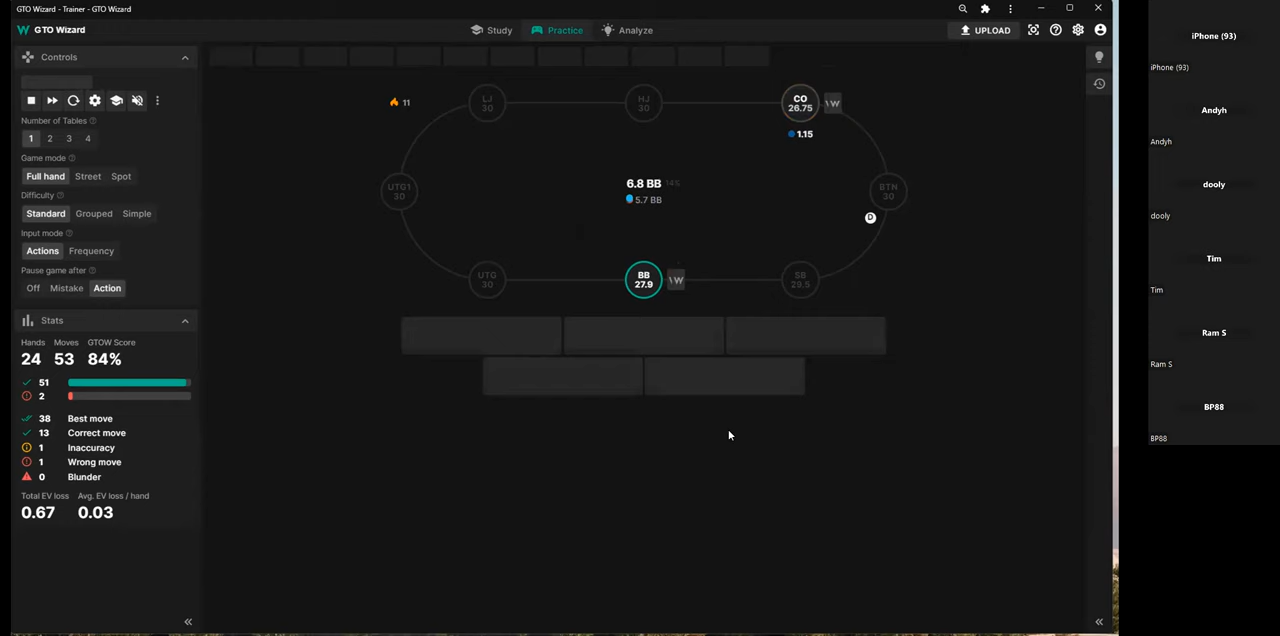 GTO Wizard - Trainer - GTO Wizard
GTO Wizard
Study
Practice
Analyze
UPLOAD
Controls
Number of Tables
1 2 3 4
Game mode
Full hand Street Spot
Difficulty
Standard Grouped Simple
Input mode
Actions Frequency
Pause game after
Off Mistake Action
Stats
Hands Moves GTOW Score
24 53 84%
51
2
38 Best move
13 Correct move
1 Inaccuracy
1 Wrong move
0 Blunder
Total EV loss Avg. EV loss / hand
0.67 0.03
11
LJ
30
HJ
30
CO
26.75
W
1.15
UTG1
30
6.8 BB 14%
5.7 BB
BTN
30
D
UTG
30
BB
27.9
W
SB
29.5
iPhone (93)
iPhone (93)
Andyh
Andyh
dooly
dooly
Tim
Tim
Ram S
Ram S
BP88
BP88